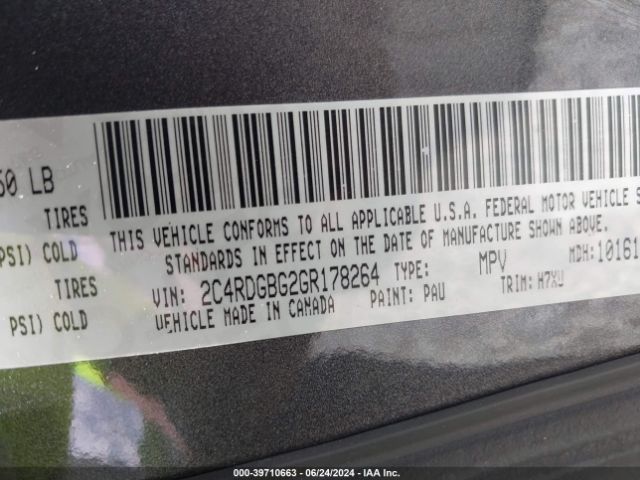 50 LB
TIRES
PSI) COLD
TIRES
PSI) COLD
THIS VEHICLE CONFORMS TO ALL APPLICABLE U.S.A. FEDERAL MOTOR VEHICLE S
STANDARDS IN EFFECT ON THE DATE OF MANUFACTURE SHOWN ABOVE.
VIN: 2C4RDGBG2GR178264 TYPE: MPV MDH: 10161
VEHICLE MADE IN CANADA PAINT: PAU TRIM: H7XU
000-39710663 - 06/24/2024 - IAA Inc.